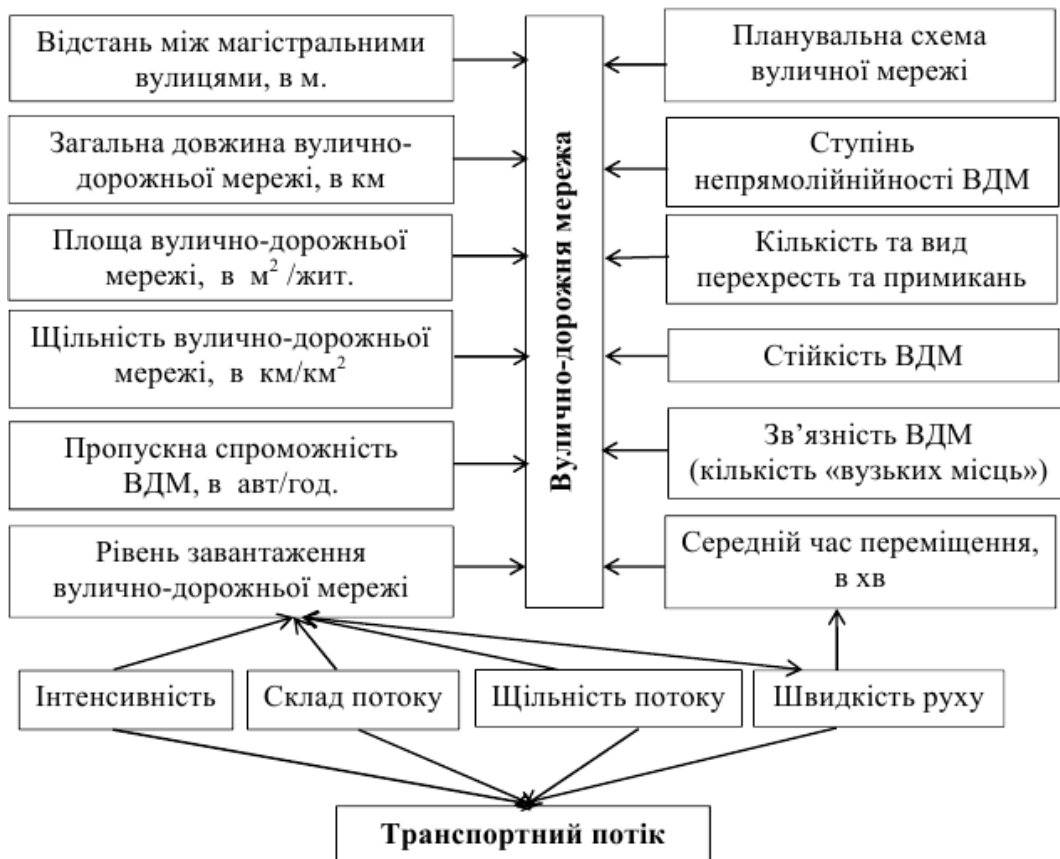 Відстань між магістральними
вулицями, в м.
Загальна довжина вулично-
дорожньої мережі, в км
Площа вулично-дорожньої
мережі, в м² /жит.
Щільність вулично-дорожньої
мережі, в км/км²
Пропускна спроможність
ВДМ, в авт/год.
Рівень завантаження
вулично-дорожньої мережі
Вулично-дорожня мережа
Планувальна схема
вуличної мережі
Ступінь
непрямолійнійності ВДМ
Кількість та вид
перехресть та примикань
Стійкість ВДМ
Зв’язність ВДМ
(кількість «вузьких місць»)
Середній час переміщення,
в хв
Інтенсивність
Склад потоку
Щільність потоку
Швидкість руху
Транспортний потік